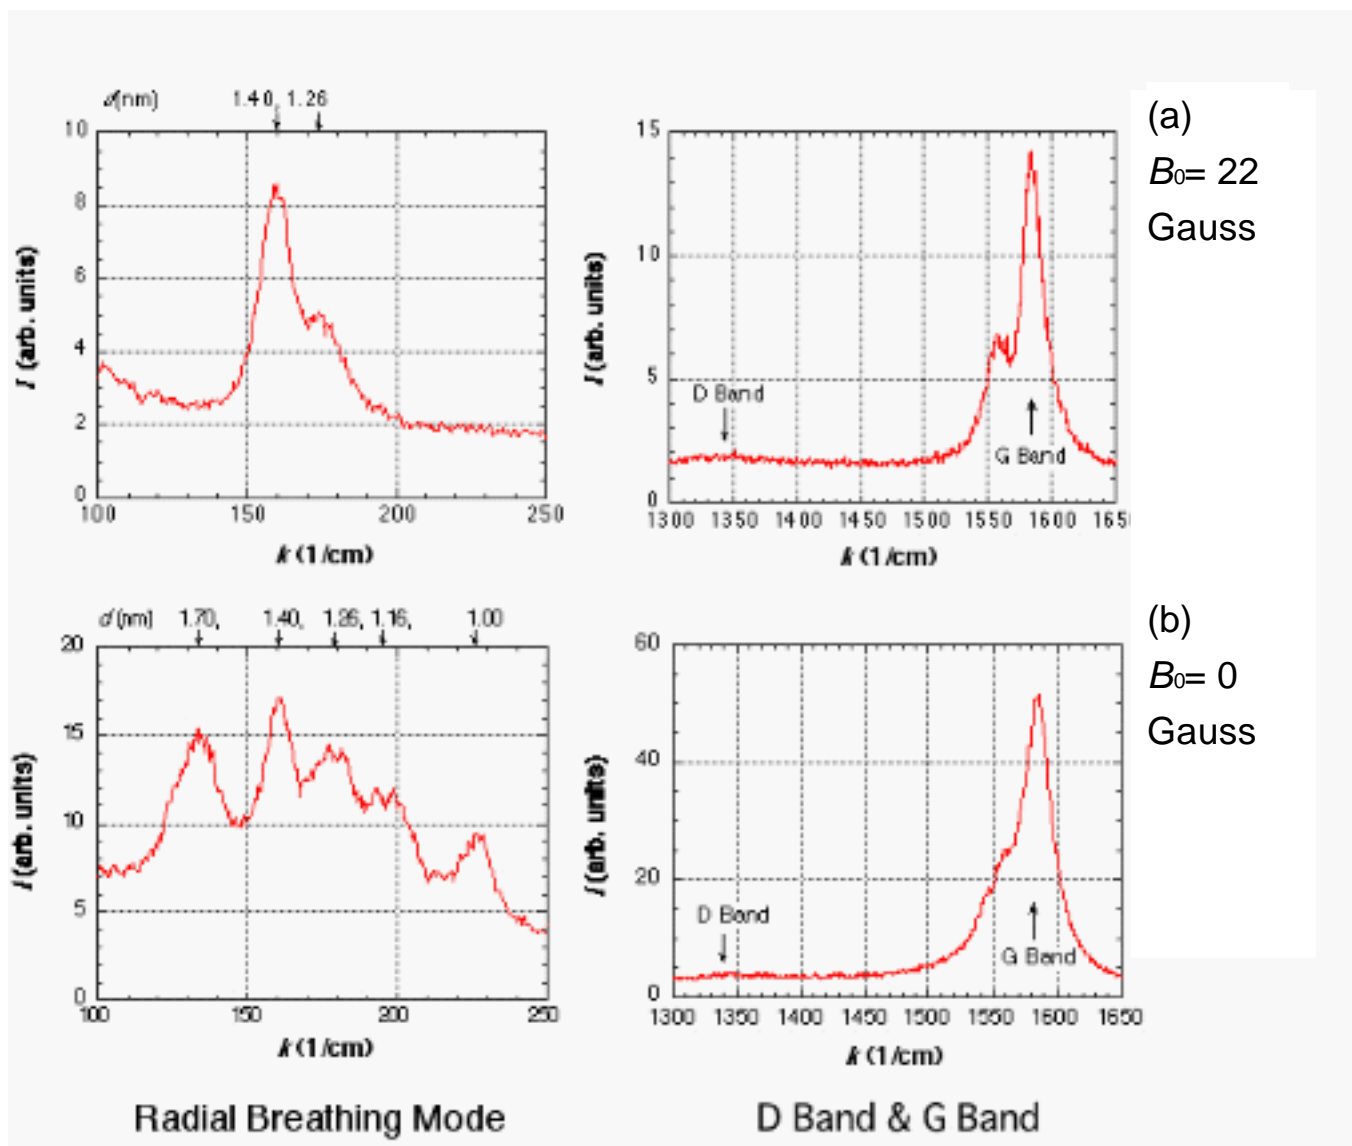 d(nm) 1.40, 1.26
10
8
6
4
2
0
100 150 200 250
I (arb. units)
k (1/cm)
15
10
5
0
D Band
G Band
1300 1350 1400 1450 1500 1550 1600 165
I (arb. units)
k (1/cm)
(a)
B0= 22
Gauss
d (nm) 1.70, 1.40, 1.26, 1.16, 1.00
20
15
10
5
0
100 150 200 250
I (arb. units)
k (1/cm)
60
40
20
0
D Band
G Band
1300 1350 1400 1450 1500 1550 1600 1650
I (arb. units)
k (1/cm)
(b)
B0= 0
Gauss
Radial Breathing Mode
D Band & G Band